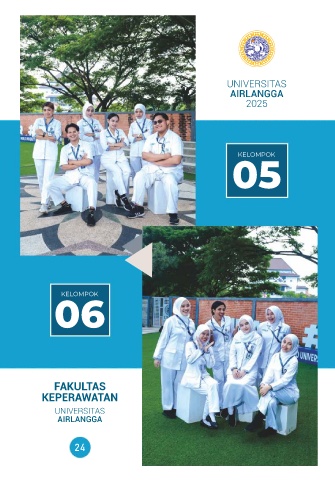 UNIVERSITAS
AIRLANGGA
2025
KELOMPOK
05
KELOMPOK
06
FAKULTAS
KEPERAWATAN
UNIVERSITAS
AIRLANGGA
24